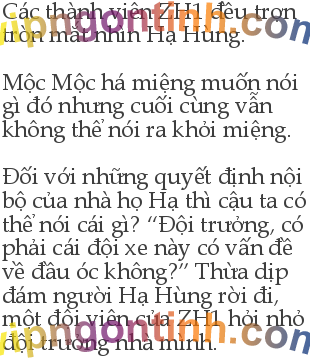 Các thành viên ZH1 đều trợn
tròn mắt nhìn Hạ Hùng.
Mộc Mộc há miệng muốn nói
gì đó nhưng cuối cùng vẫn
không thể nói ra khỏi miệng.
Đối với những quyết định nội
bộ của nhà họ Hạ thì cậu ta có
thể nói cái gì? “Đội trưởng, có
phải cái đội xe này có vấn đề
về đầu óc không?” Thừa dịp
đám người Hạ Hùng rời đi,
một đội viên của ZH1 hỏi nhỏ
đội trưởng nhà mình.
vipngontinh.com
vipngontinh.com